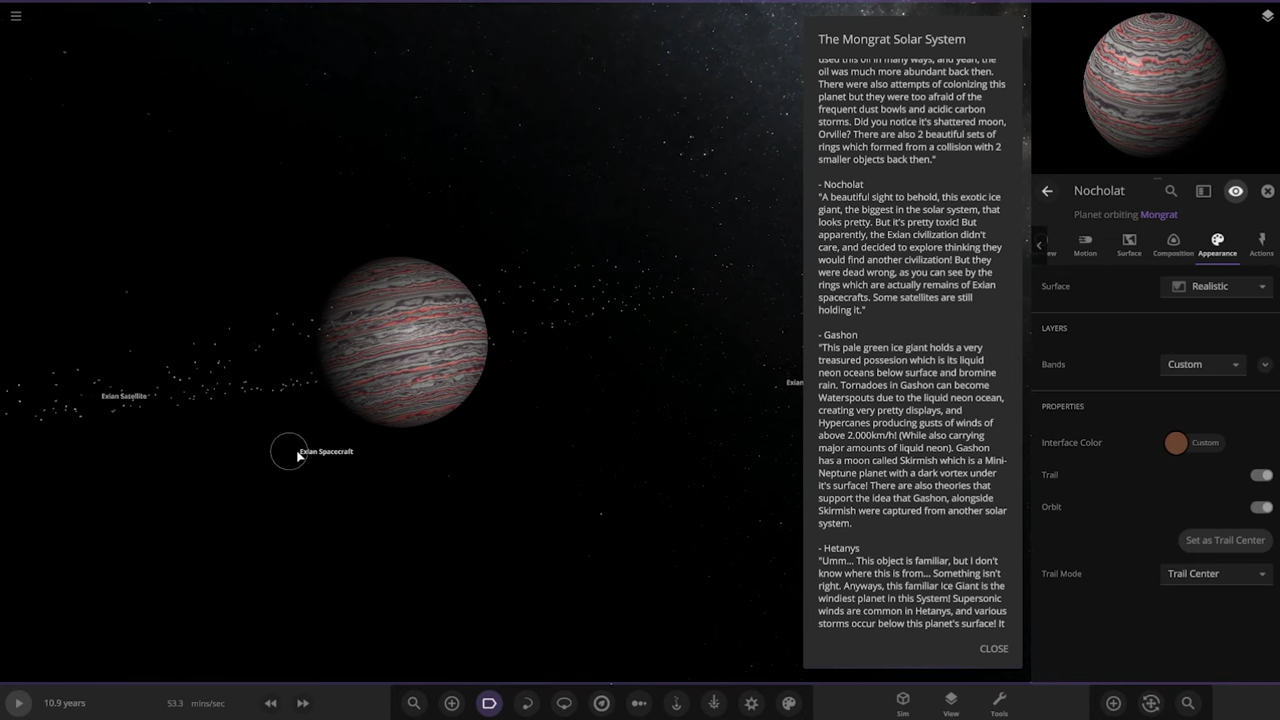 The Mongrat Solar System
used this oil in many ways, and yeah, the
oil was much more abundant back then.
There were also attempts of colonizing this
planet but they were too afraid of the
frequent dust bowls and acidic carbon
storms. Did you notice it's shattered moon,
Orville? There are also 2 beautiful sets of
rings which formed from a collision with 2
smaller objects back then."
- Nocholat
"A beautiful sight to behold, this exotic ice
giant, the biggest in the solar system, that
looks pretty. But it's pretty toxic! But
apparently, the Exian civilization didn't
care, and decided to explore thinking they
would find another civilization! But they
were dead wrong, as you can see by the
rings which are actually remains of Exian
spacecrafts. Some satellites are still
holding it."
- Gashon
"This pale green ice giant holds a very
treasured possesion which is its liquid
neon oceans below surface and bromine
rain. Tornadoes in Gashon can become
Waterspouts due to the liquid neon ocean,
creating very pretty displays, and
Hypercanes producing gusts of winds of
above 2.000km/h! (While also carrying
major amounts of liquid neon). Gashon
has a moon called Skirmish which is a Mini-
Neptune planet with a dark vortex under
it's surface! There are also theories that
support the idea that Gashon, alongside
Skirmish were captured from another solar
system.
- Hetanys
"Umm... This object is familiar, but I don't
know where this is from... Something isn't
right. Anyways, this familiar Ice Giant is the
windiest planet in this System! Supersonic
winds are common in Hetanys, and various
storms occur below this planet's surface! It
CLOSE
Exian Satellite
Exian Spacecraft
Exian
Nocholat
Planet orbiting Mongrat
ew
Motion
Surface
Composition
Appearance
Actions
Surface
Realistic
LAYERS
Bands
Custom
PROPERTIES
Interface Color
Custom
Trail
Orbit
Set as Trail Center
Trail Mode
Trail Center
10.9 years
53.3 mins/sec
Sim
View
Tools